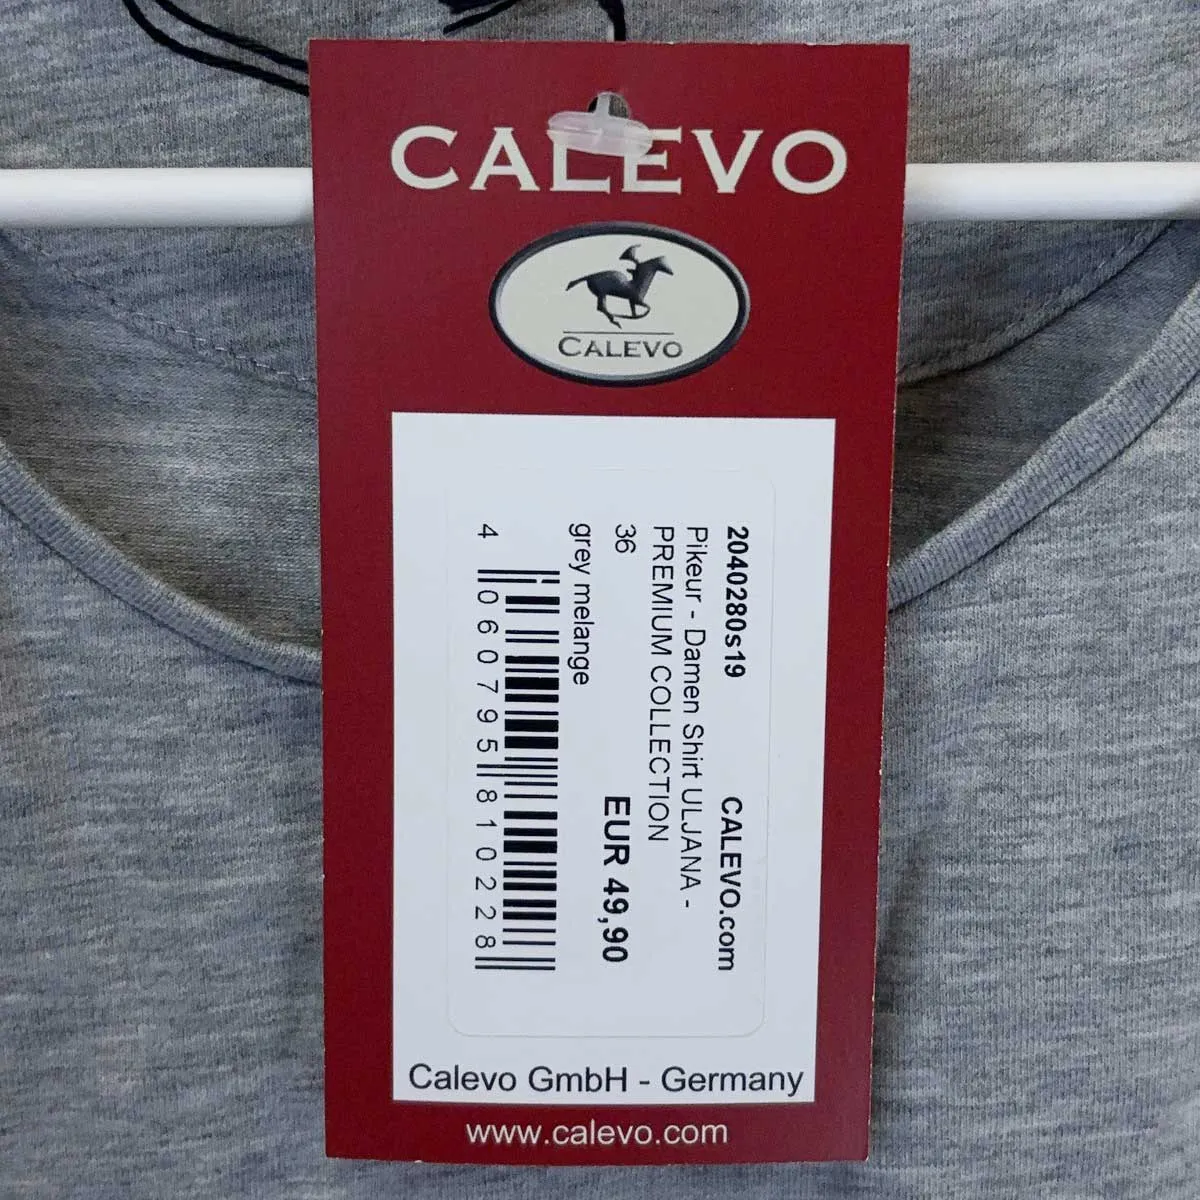 CALEVO
CALEVO
2040280s19 CALEVO.com
Pikeur - Damen Shirt ULJANA -
PREMIUM COLLECTION
36 EUR 49,90
grey melange
4 060795 810228
Calevo GmbH - Germany
www.calevo.com